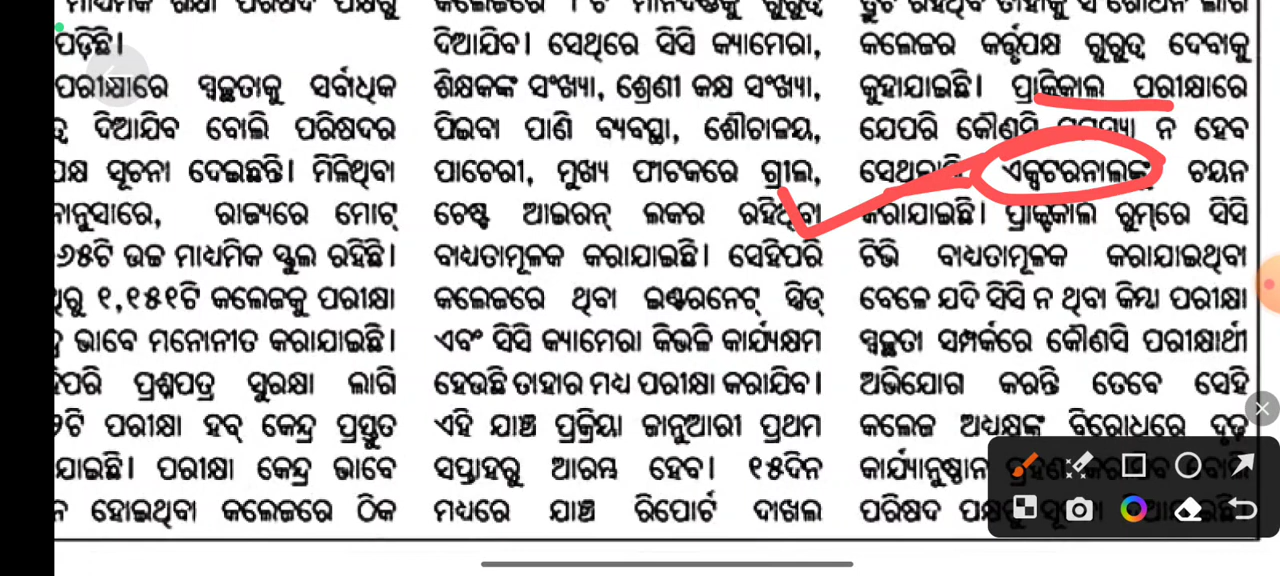 ପଡ଼ିଛି।
ପରୀକ୍ଷାରେ ସ୍ୱଚ୍ଛତାକୁ ସର୍ବାଧିକ
ଦିଆଯିବ ବୋଲି ପରିଷଦର
ସୂଚନା ଦେଇଛନ୍ତି। ମିଳିଥିବା
ରାଜ୍ୟରେ ମୋଟ୍
୬୫ଟି ଉଚ୍ଚ ମାଧ୍ୟମିକ ସ୍କୁଲ ରହିଛି।
୧,୧୫୧ଟି କଲେଜକୁ ପରୀକ୍ଷା
ଭାବେ ମନୋନୀତ କରାଯାଇଛି।
ପ୍ରଶ୍ନପତ୍ର ସୁରକ୍ଷା ଲାଗି
ପରୀକ୍ଷା ହବ୍ କେନ୍ଦ୍ର ପ୍ରସ୍ତୁତ
ଯାଇଛି। ପରୀକ୍ଷା କେନ୍ଦ୍ର ଭାବେ
ହୋଇଥିବା କଲେଜରେ ଠିକ
ଦିଆଯିବ। ସେଥିରେ ସିସି କ୍ୟାମେରା,
ଶିକ୍ଷକଙ୍କ ସଂଖ୍ୟା, ଶ୍ରେଣୀ କକ୍ଷ ସଂଖ୍ୟା,
ପିଇବା ପାଣି ବ୍ୟବସ୍ଥା, ଶୌଚାଳୟ,
ପାଚେରୀ, ମୁଖ୍ୟ ଫାଟକରେ ଗ୍ରୀଲ,
ଚେଷ୍ଟ ଆଇରନ୍ ଲକର ରହିଥିବା
ବାଧ୍ୟତାମୂଳକ କରାଯାଇଛି। ସେହିପରି
କଲେଜରେ ଥିବା ଇଣ୍ଟରନେଟ୍ ସ୍ପିଡ୍
ଏବଂ ସିସି କ୍ୟାମେରା କିଭଳି କାର୍ଯ୍ୟକ୍ଷମ
ହେଉଛି ତାହାର ମଧ୍ୟ ପରୀକ୍ଷା କରାଯିବ।
ଏହି ଯାଞ୍ଚ ପ୍ରକ୍ରିୟା ଜାନୁଆରୀ ପ୍ରଥମ
ସପ୍ତାହରୁ ଆରମ୍ଭ ହେବ। ୧୫ଦିନ
ମଧ୍ୟରେ ଯାଞ୍ଚ ରିପୋର୍ଟ ଦାଖଲ
କଲେଜର କର୍ତ୍ତୃପକ୍ଷ ଗୁରୁତ୍ୱ ଦେବାକୁ
କୁହାଯାଇଛି। ପ୍ରାକ୍ଟିକାଲ ପରୀକ୍ଷାରେ
ଯେପରି କୌଣସି ସମସ୍ୟା ନ ହେବ
ସେଥିଲାଗି ଏକ୍ସଟରନାଲଙ୍କୁ ଚୟନ
କରାଯାଇଛି। ପ୍ରାକ୍ଟିକାଲ ରୁମ୍‌ରେ ସିସି
ଟିଭି ବାଧ୍ୟତାମୂଳକ କରାଯାଇଥିବା
ବେଳେ ଯଦି ସିସି ନ ଥିବା କିମ୍ବା ପରୀକ୍ଷା
ସ୍ୱଚ୍ଛତା ସମ୍ପର୍କରେ କୌଣସି ପରୀକ୍ଷାର୍ଥୀ
ଅଭିଯୋଗ କରନ୍ତି ତେବେ ସେହି
କଲେଜ ଅଧ୍ୟକ୍ଷଙ୍କ ବିରୋଧରେ ଦୃଢ଼
କାର୍ଯ୍ୟାନୁଷ୍ଠାନ
ପରିଷଦ